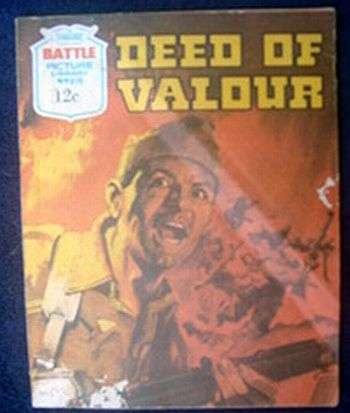 BATTLE
PICTURE
LIBRARY
12c
DEED OF
VALOUR